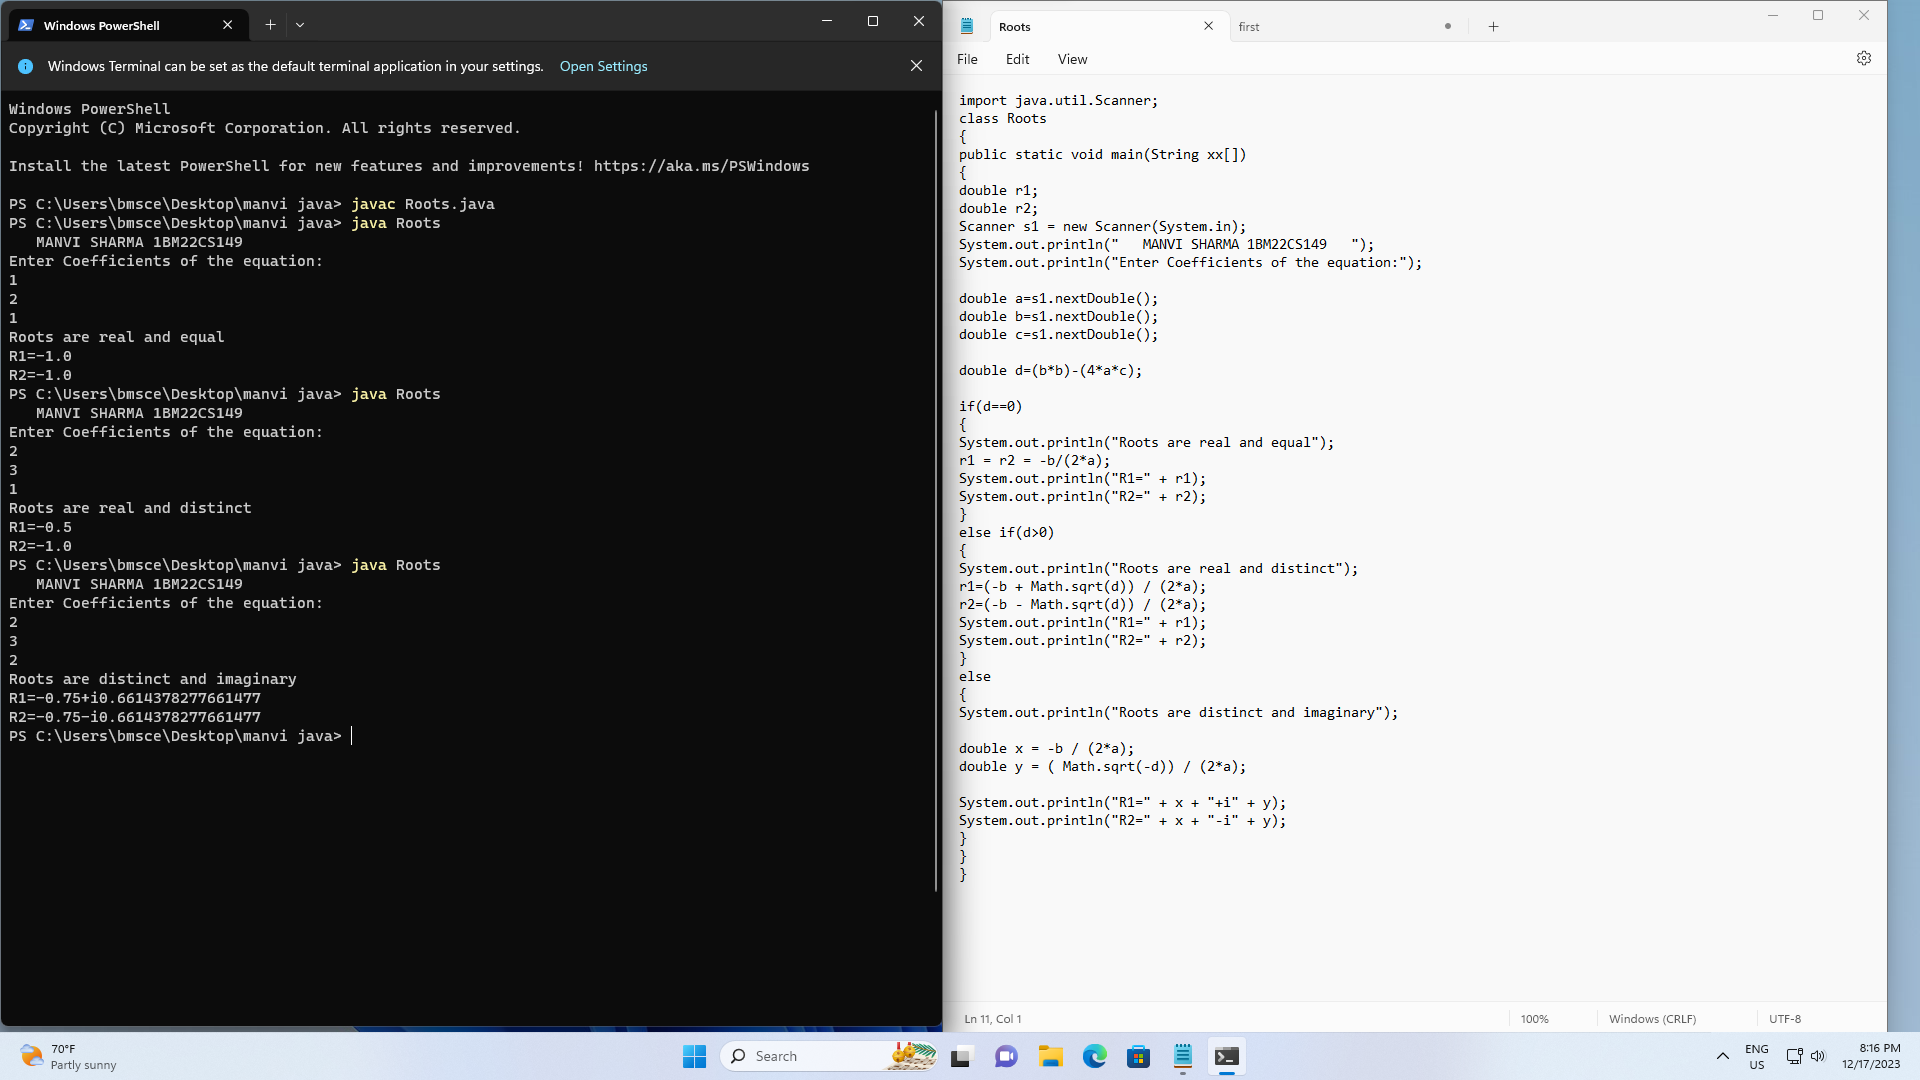 Windows PowerShell
Windows Terminal can be set as the default terminal application in your settings. Open Settings
Windows PowerShell
Copyright (C) Microsoft Corporation. All rights reserved.
Install the latest PowerShell for new features and improvements! https://aka.ms/PSWindows
PS C:\Users\bmsce\Desktop\manvi java> javac Roots.java
PS C:\Users\bmsce\Desktop\manvi java> java Roots
   MANVI SHARMA 1BM22CS149
Enter Coefficients of the equation:
1
2
1
Roots are real and equal
R1=-1.0
R2=-1.0
PS C:\Users\bmsce\Desktop\manvi java> java Roots
   MANVI SHARMA 1BM22CS149
Enter Coefficients of the equation:
2
3
1
Roots are real and distinct
R1=-0.5
R2=-1.0
PS C:\Users\bmsce\Desktop\manvi java> java Roots
   MANVI SHARMA 1BM22CS149
Enter Coefficients of the equation:
2
3
2
Roots are distinct and imaginary
R1=-0.75+i0.6614378277661477
R2=-0.75-i0.6614378277661477
PS C:\Users\bmsce\Desktop\manvi java>
Roots
first
File Edit View
import java.util.Scanner;
class Roots
{
public static void main(String xx[])
{
double r1;
double r2;
Scanner s1 = new Scanner(System.in);
System.out.println("   MANVI SHARMA 1BM22CS149   ");
System.out.println("Enter Coefficients of the equation:");
double a=s1.nextDouble();
double b=s1.nextDouble();
double c=s1.nextDouble();
double d=(b*b)-(4*a*c);
if(d==0)
{
System.out.println("Roots are real and equal");
r1 = r2 = -b/(2*a);
System.out.println("R1=" + r1);
System.out.println("R2=" + r2);
}
else if(d>0)
{
System.out.println("Roots are real and distinct");
r1=(-b + Math.sqrt(d)) / (2*a);
r2=(-b - Math.sqrt(d)) / (2*a);
System.out.println("R1=" + r1);
System.out.println("R2=" + r2);
}
else
{
System.out.println("Roots are distinct and imaginary");
double x = -b / (2*a);
double y = ( Math.sqrt(-d)) / (2*a);
System.out.println("R1=" + x + "+i" + y);
System.out.println("R2=" + x + "-i" + y);
}
}
}
Ln 11, Col 1
100%
Windows (CRLF)
UTF-8
70°F
Partly sunny
Search
ENG
US
8:16 PM
12/17/2023